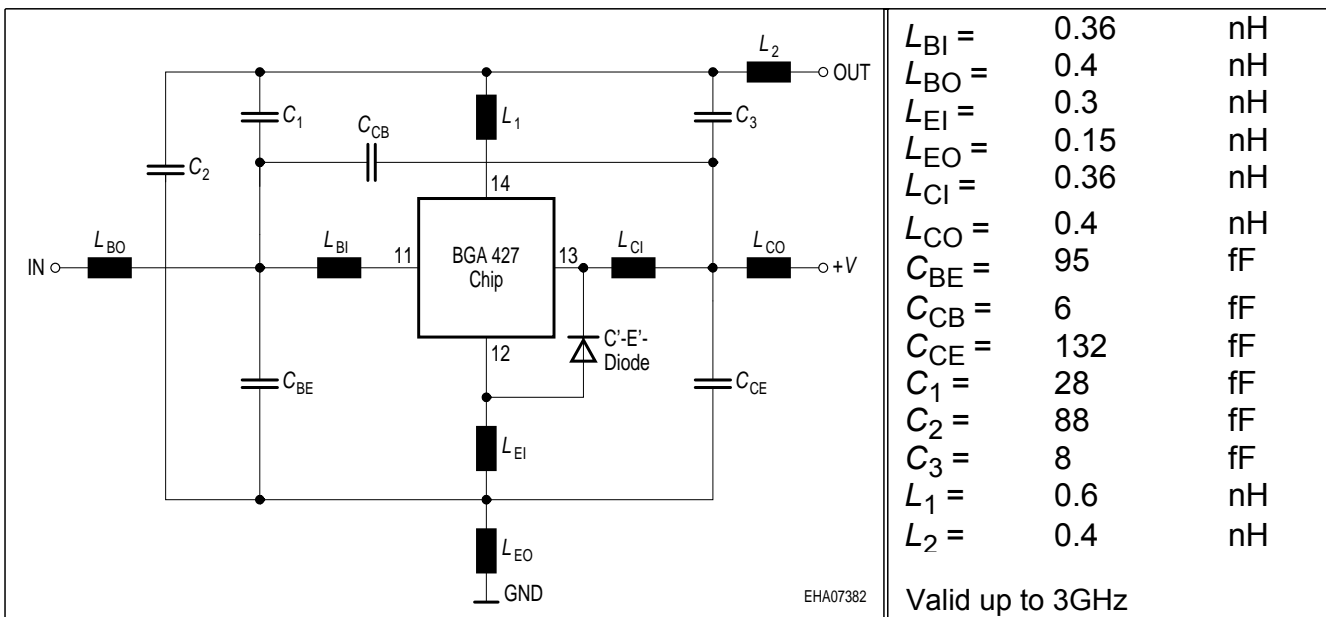 L2
OUT
C1
L1
C3
CCB
C2
14
LBO
LBI
LCI
LCO
IN
11
BGA 427
Chip
13
+V
12
C'-E'-
Diode
CBE
CCE
LEI
LEO
GND
EHA07382
LBI = 0.36 nH
LBO = 0.4 nH
LEI = 0.3 nH
LEO = 0.15 nH
LCI = 0.36 nH
LCO = 0.4 nH
CBE = 95 fF
CCB = 6 fF
CCE = 132 fF
C1 = 28 fF
C2 = 88 fF
C3 = 8 fF
L1 = 0.6 nH
L2 = 0.4 nH
Valid up to 3GHz